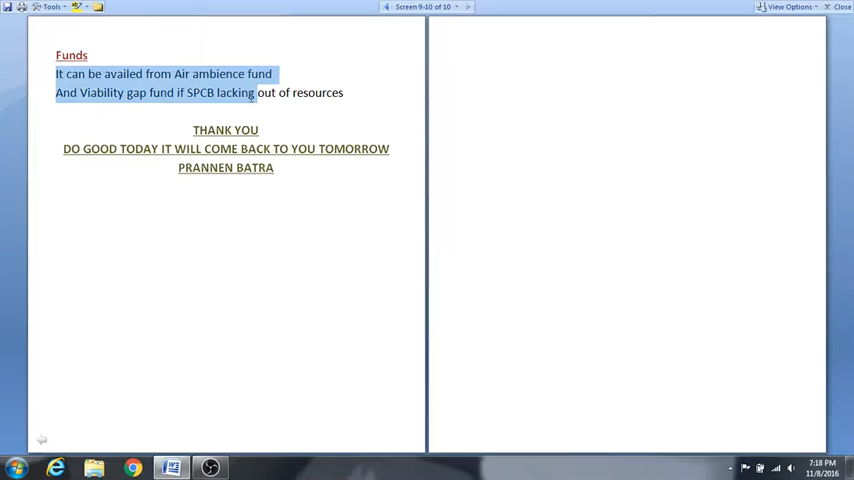 Tools
Screen 9-10 of 10
View Options
Close
Funds
It can be availed from Air ambience fund
And Viability gap fund if SPCB lacking out of resources
THANK YOU
DO GOOD TODAY IT WILL COME BACK TO YOU TOMORROW
PRANNEN BATRA
7:18 PM
11/8/2016